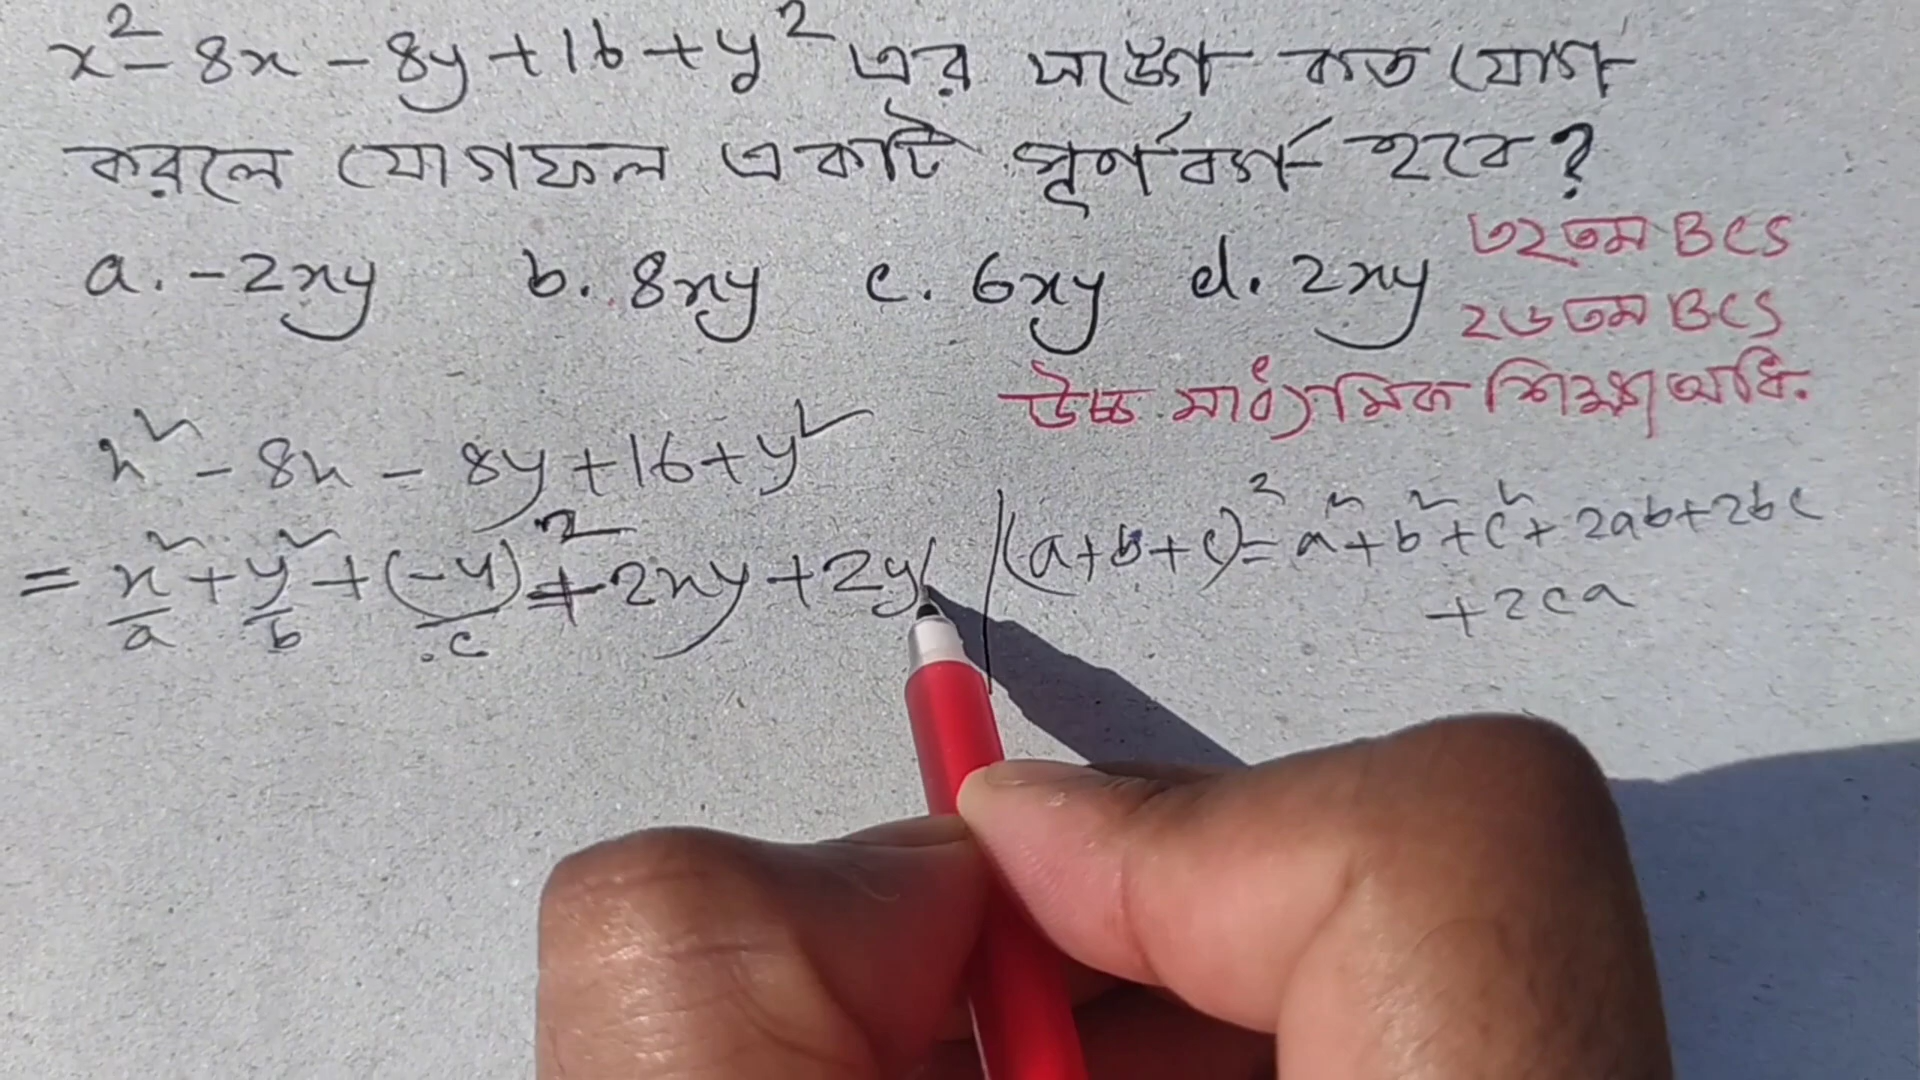 x² - 8x - 8y + 16 + y² এর সঙ্গে কত যোগ
করলে যোগফল একটি পূর্ণবর্গ হবে?
a. -2xy b. 8xy c. 6xy d. 2xy
৩২তম BCS
২৬তম BCS
উচ্চ মাধ্যমিক শিক্ষা অধি.
x² - 8x - 8y + 16 + y²
= x² + y² + (-4)² + 2xy + 2y(
a b .c
(a+b+c)² = a² + b² + c² + 2ab + 2bc
+ 2ca